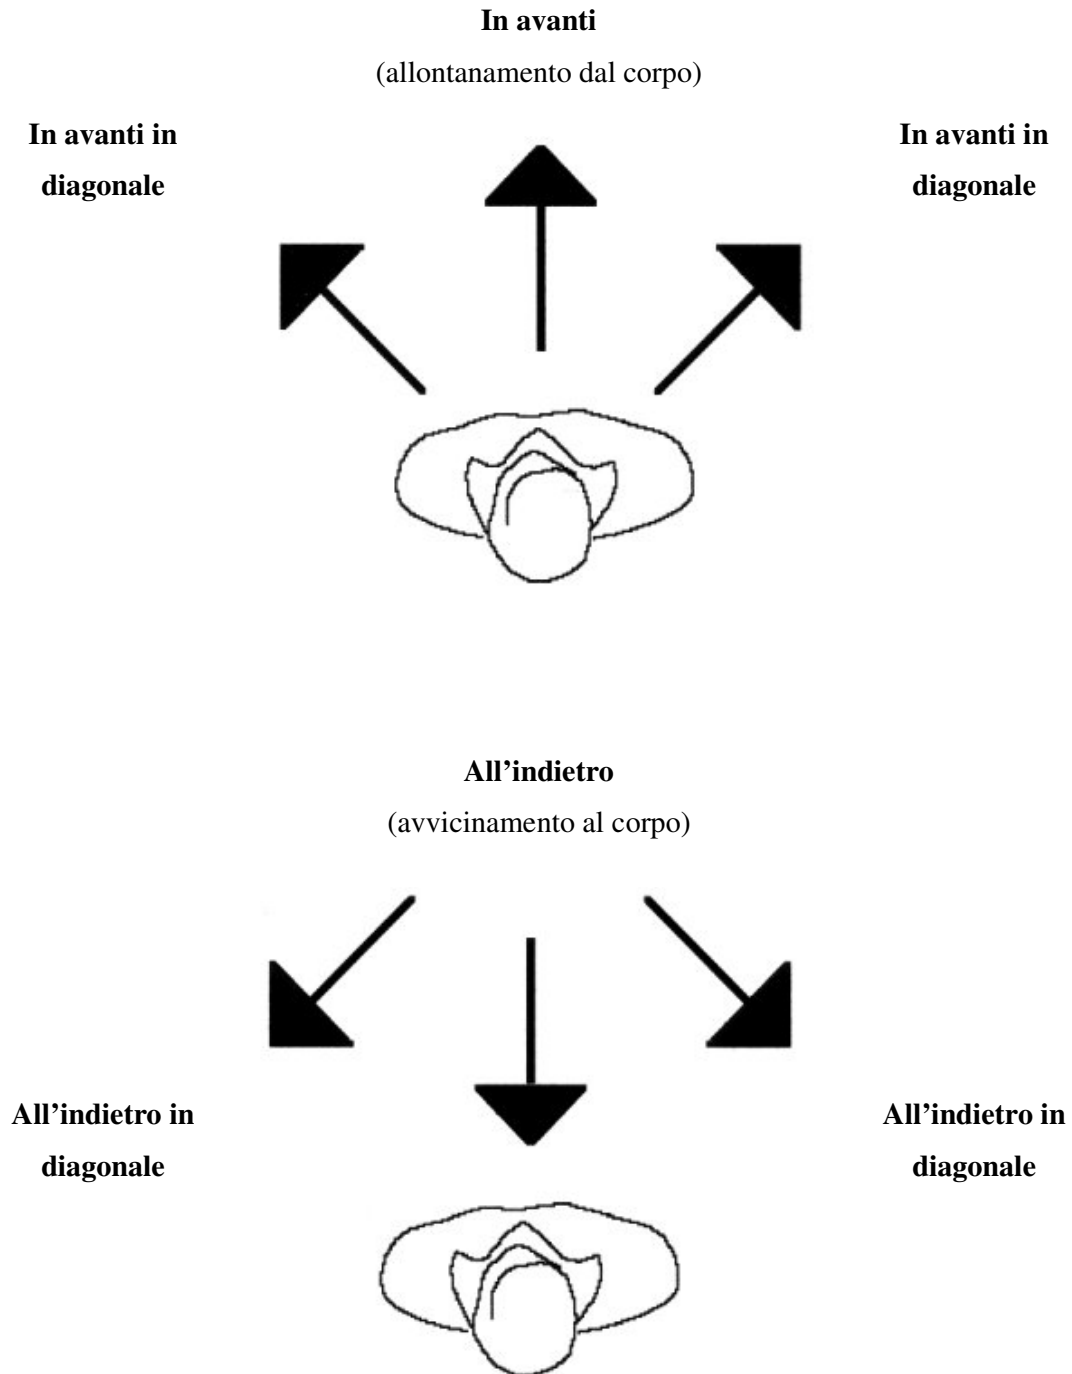 In avanti
(allontanamento dal corpo)
In avanti in
diagonale
In avanti in
diagonale
All’indietro
(avvicinamento al corpo)
All’indietro in
diagonale
All’indietro in
diagonale